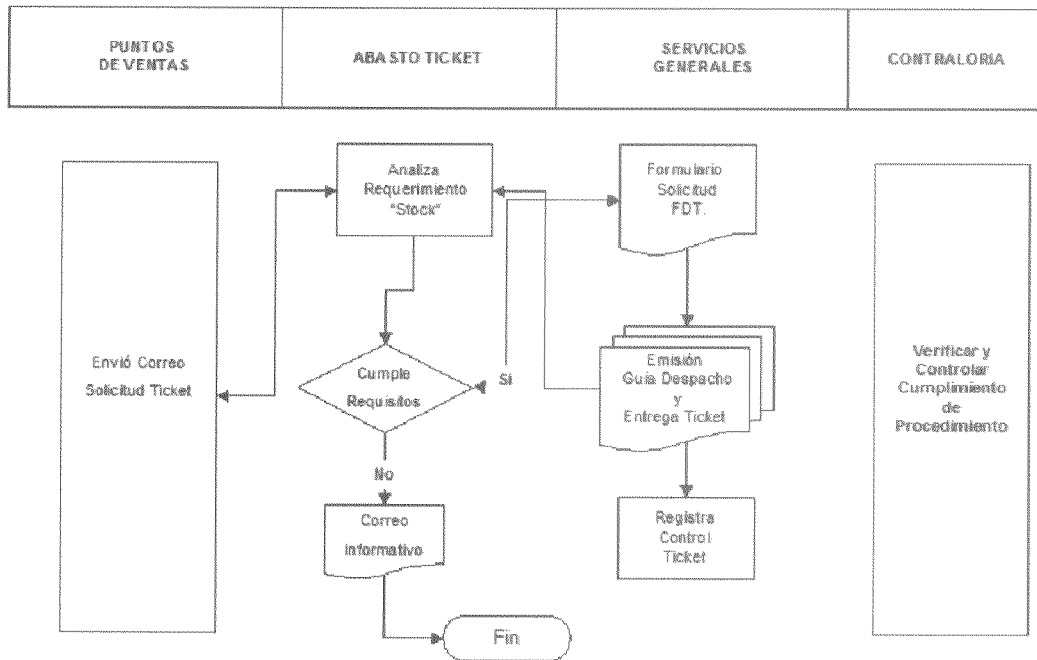 PUNTOS
DE VENTAS
ABASTO TICKET
SERVICIOS
GENERALES
CONTRALORIA
Analiza
Requerimiento
"Stock"
Formulario
Solicitud
FDT.
Envió Correo
Solicitud Ticket
Cumple
Requisitos
Sí
Emisión
Guía Despacho
y
Entrega Ticket
Verificar y
Controlar
Cumplimiento
de
Procedimiento
No
Correo
Informativo
Registra
Control
Ticket
Fin